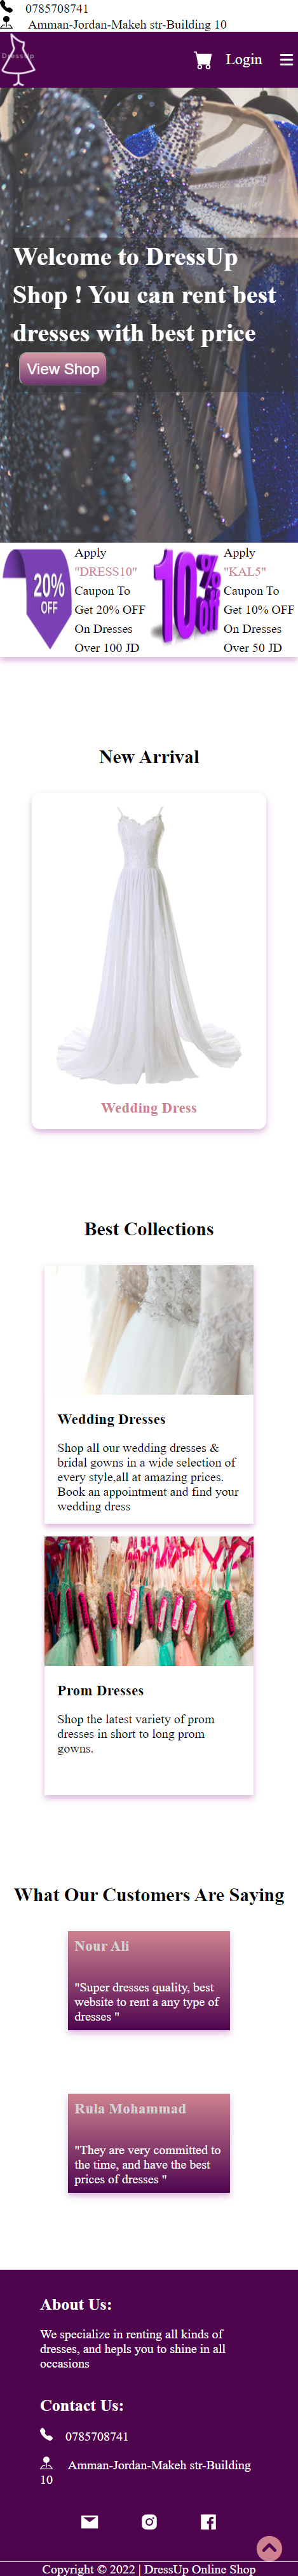 0785708741
Amman-Jordan-Makeh str-Building 10
DressUp
Login
Welcome to DressUp
Shop ! You can rent best
dresses with best price
View Shop
20%
OFF
Apply
"DRESS10"
Caupon To
Get 20% OFF
On Dresses
Over 100 JD
10%
off
Apply
"KAL5"
Caupon To
Get 10% OFF
On Dresses
Over 50 JD
New Arrival
Wedding Dress
Best Collections
Wedding Dresses
Shop all our wedding dresses &
bridal gowns in a wide selection of
every style,all at amazing prices.
Book an appointment and find your
wedding dress
Prom Dresses
Shop the latest variety of prom
dresses in short to long prom
gowns.
What Our Customers Are Saying
Nour Ali
"Super dresses quality, best
website to rent a any type of
dresses "
Rula Mohammad
"They are very committed to
the time, and have the best
prices of dresses "
About Us:
We specialize in renting all kinds of
dresses, and hepls you to shine in all
occasions
Contact Us:
0785708741
Amman-Jordan-Makeh str-Building
10
Copyright © 2022 | DressUp Online Shop